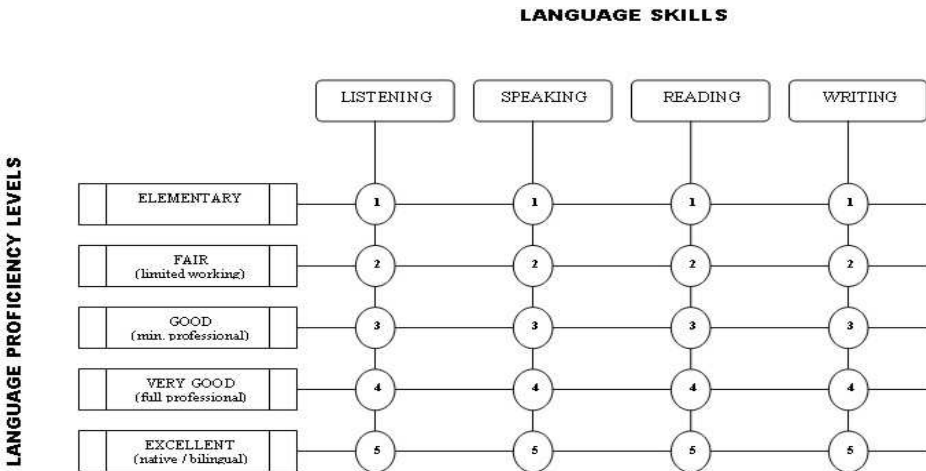 LANGUAGE SKILLS
LISTENING SPEAKING READING WRITING
LANGUAGE PROFICIENCY LEVELS
ELEMENTARY 1 1 1 1
FAIR
(limited working) 2 2 2 2
GOOD
(min. professional) 3 3 3 3
VERY GOOD
(full professional) 4 4 4 4
EXCELLENT
(native / bilingual) 5 5 5 5